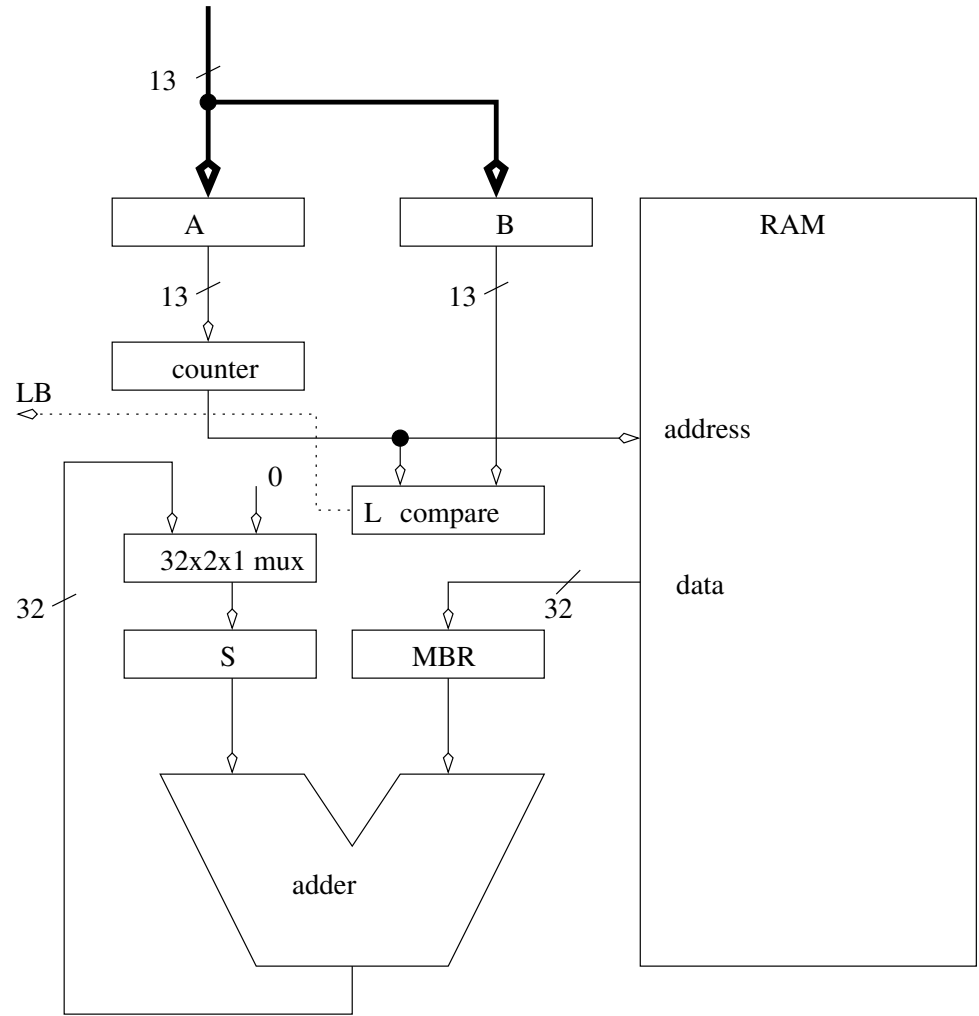 13
A
B
RAM
13
13
counter
LB
address
0
L compare
32x2x1 mux
data
32
32
S
MBR
adder